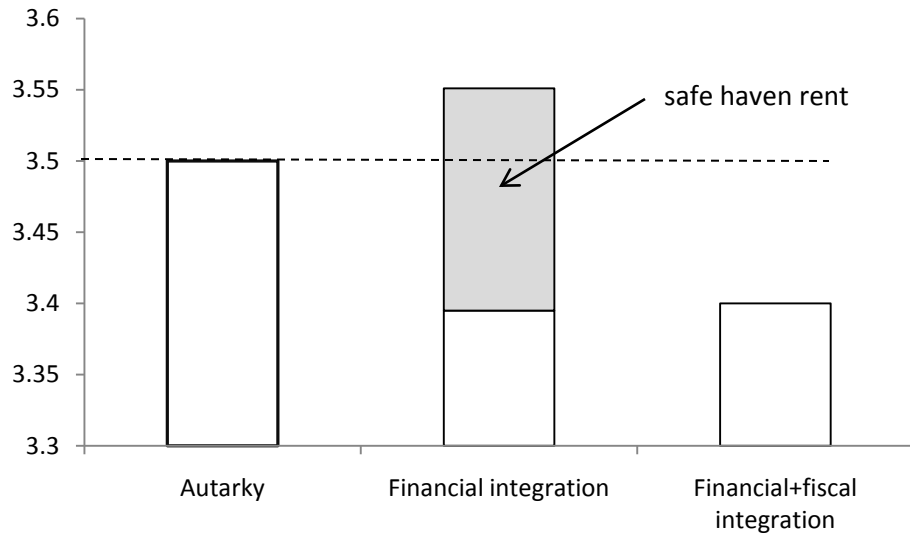 3.6
3.55
safe haven rent
3.5
3.45
3.4
3.35
3.3
Autarky
Financial integration
Financial+fiscal
integration